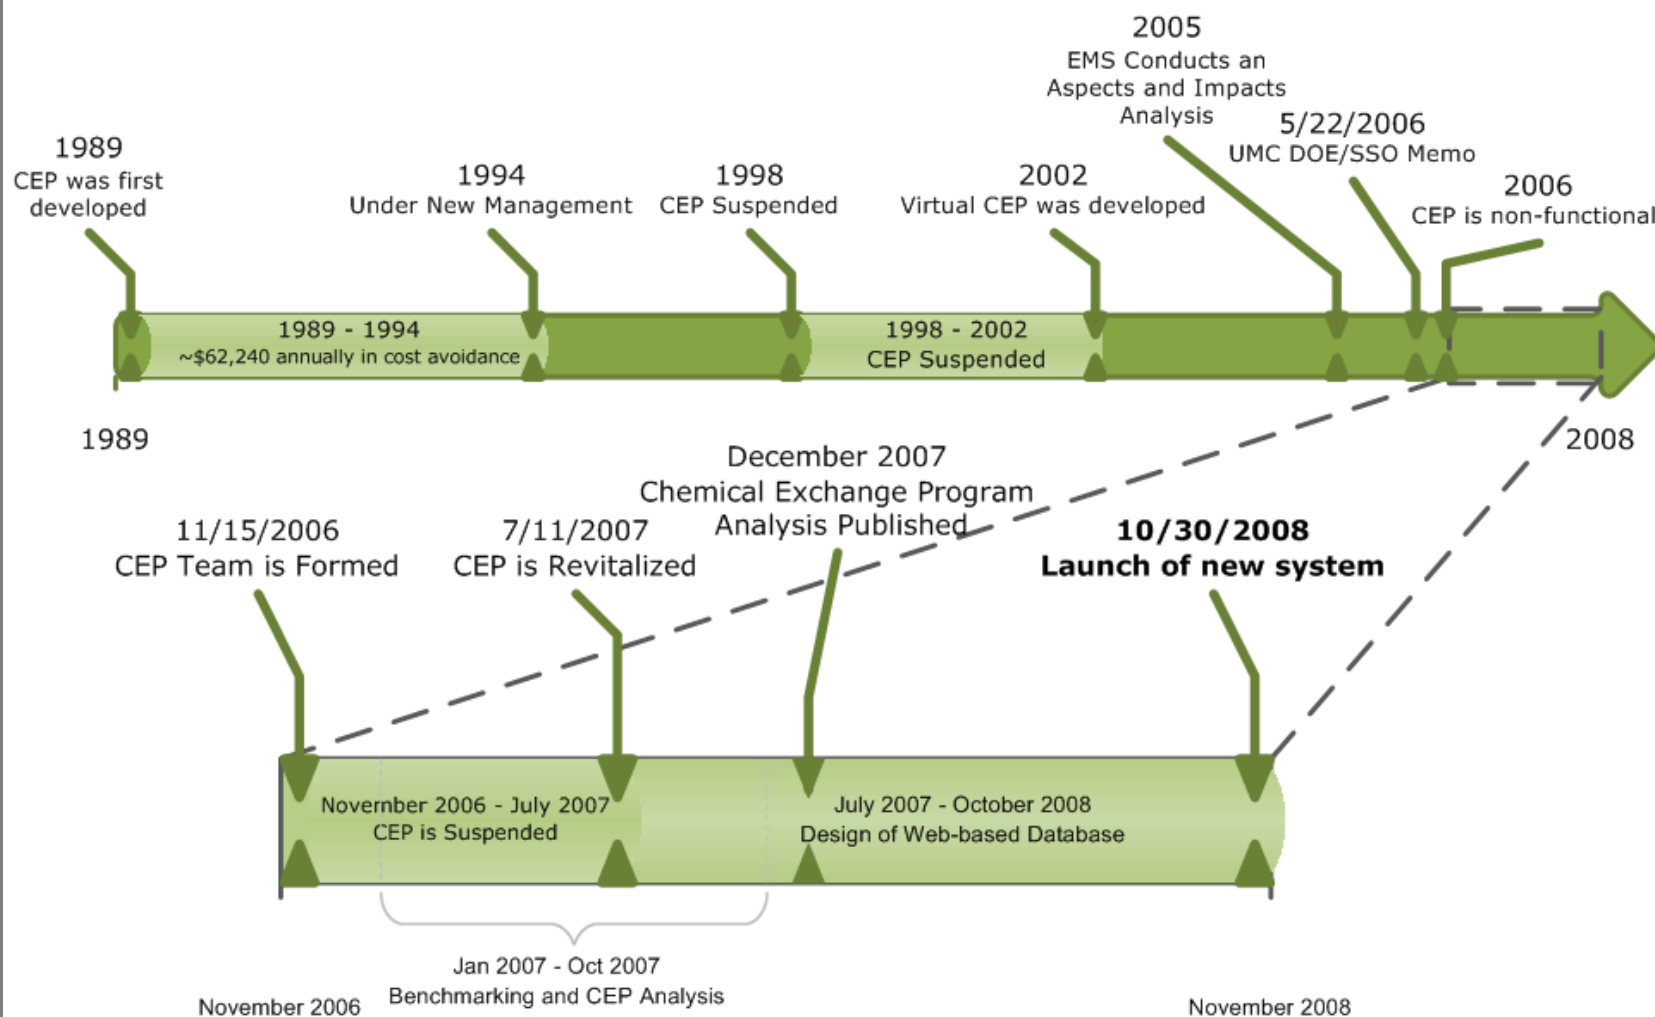 2005
EMS Conducts an
Aspects and Impacts
Analysis
5/22/2006
UMC DOE/SSO Memo
1989
CEP was first
developed
1994
Under New Management
1998
CEP Suspended
2002
Virtual CEP was developed
2006
CEP is non-functional
1989 - 1994
~$62,240 annually in cost avoidance
1998 - 2002
CEP Suspended
1989
2008
December 2007
Chemical Exchange Program
Analysis Published
11/15/2006
CEP Team is Formed
7/11/2007
CEP is Revitalized
10/30/2008
Launch of new system
November 2006 - July 2007
CEP is Suspended
July 2007 - October 2008
Design of Web-based Database
Jan 2007 - Oct 2007
Benchmarking and CEP Analysis
November 2006
November 2008